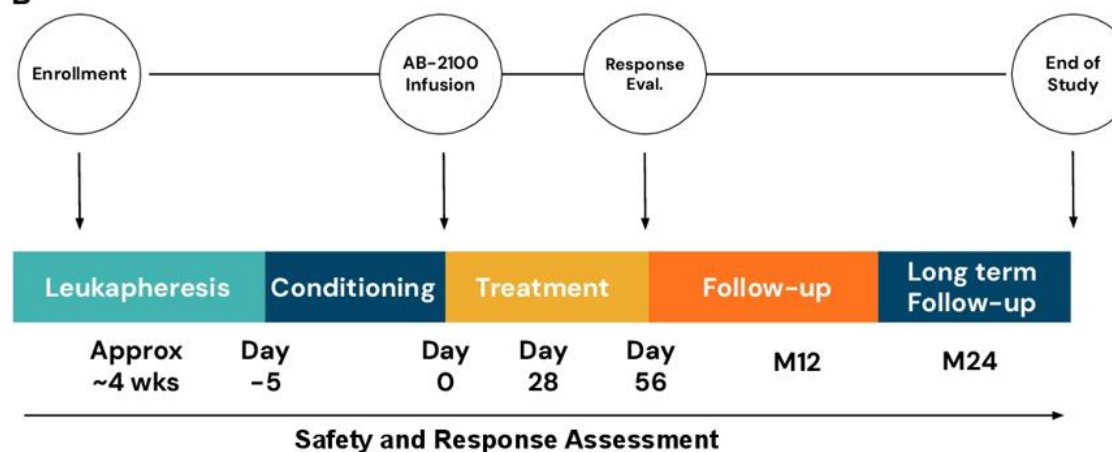 Enrollment
AB-2100
Infusion
Response
Eval.
End of
Study
Leukapheresis
Conditioning
Treatment
Follow-up
Long term
Follow-up
Approx
~4 wks
Day
-5
Day
0
Day
28
Day
56
M12
M24
Safety and Response Assessment